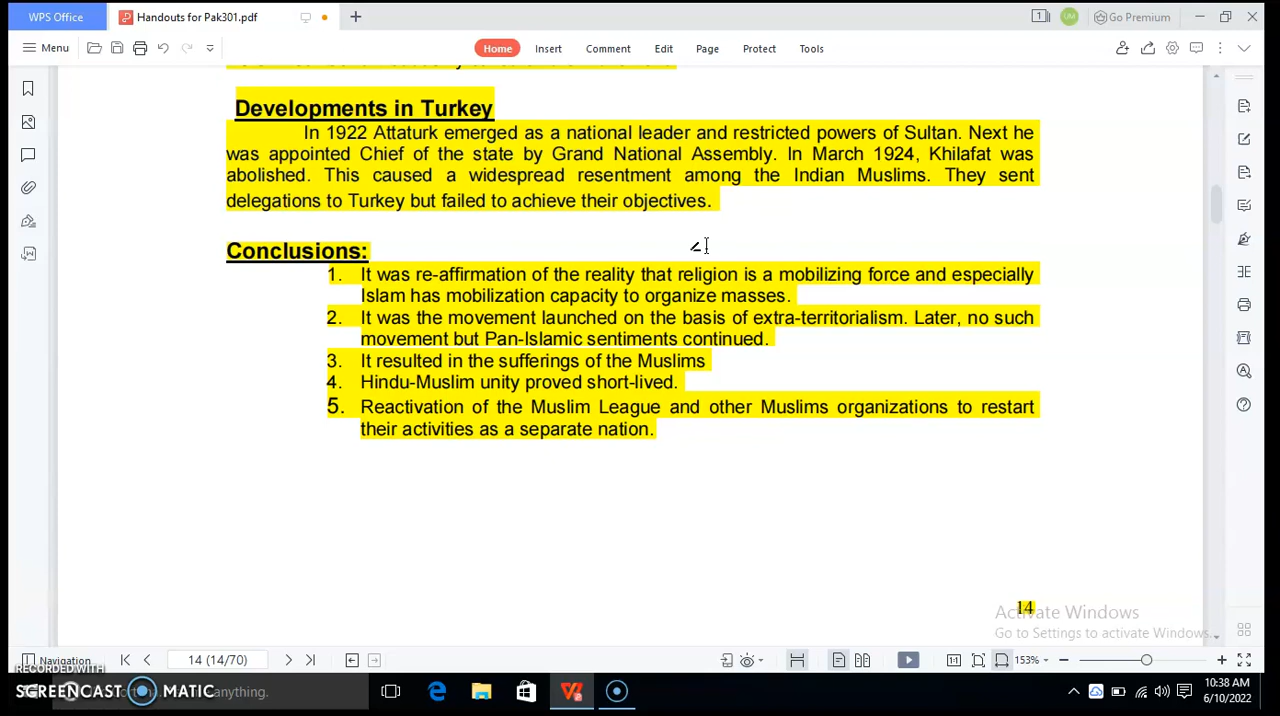 WPS Office
Handouts for Pak301.pdf
UM
Go Premium
Menu
Home
Insert
Comment
Edit
Page
Protect
Tools
Developments in Turkey
In 1922 Attaturk emerged as a national leader and restricted powers of Sultan. Next he
was appointed Chief of the state by Grand National Assembly. In March 1924, Khilafat was
abolished. This caused a widespread resentment among the Indian Muslims. They sent
delegations to Turkey but failed to achieve their objectives.
Conclusions:
1. It was re-affirmation of the reality that religion is a mobilizing force and especially
Islam has mobilization capacity to organize masses.
2. It was the movement launched on the basis of extra-territorialism. Later, no such
movement but Pan-Islamic sentiments continued.
3. It resulted in the sufferings of the Muslims
4. Hindu-Muslim unity proved short-lived.
5. Reactivation of the Muslim League and other Muslims organizations to restart
their activities as a separate nation.
14
Activate Windows
Go to Settings to activate Windows.
Navigation
14 (14/70)
153%
RECORDED WITH
SCREENCAST MATIC
anything.
10:38 AM
6/10/2022